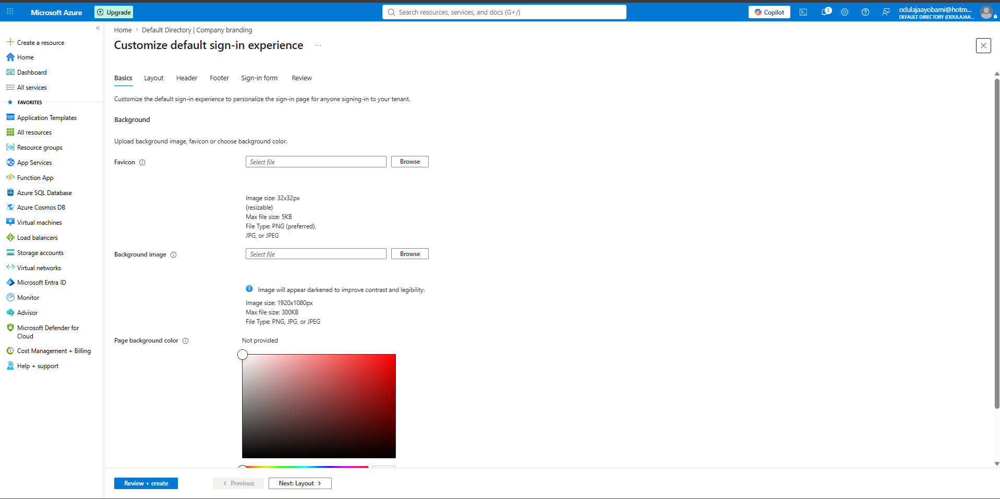 Microsoft Azure
Upgrade
Search resources, services, and docs (G+/)
Copilot
5
odulajaayobami@hotm...
DEFAULT DIRECTORY (ODULAJAA...
Create a resource
Home
Dashboard
All services
FAVORITES
Application Templates
All resources
Resource groups
App Services
Function App
Azure SQL Database
Azure Cosmos DB
Virtual machines
Load balancers
Storage accounts
Virtual networks
Microsoft Entra ID
Monitor
Advisor
Microsoft Defender for
Cloud
Cost Management + Billing
Help + support
Home > Default Directory | Company branding
Customize default sign-in experience ...
Basics Layout Header Footer Sign-in form Review
Customize the default sign-in experience to personalize the sign-in page for anyone signing-in to your tenant.
Background
Upload background image, favicon or choose background color.
Favicon Select file Browse
Image size: 32x32px
(resizable)
Max file size: 5KB
File Type: PNG (preferred),
JPG, or JPEG
Background image Select file Browse
Image will appear darkened to improve contrast and legibility.
Image size: 1920x1080px
Max file size: 300KB
File Type: PNG, JPG, or JPEG
Page background color Not provided
Review + create < Previous Next: Layout >